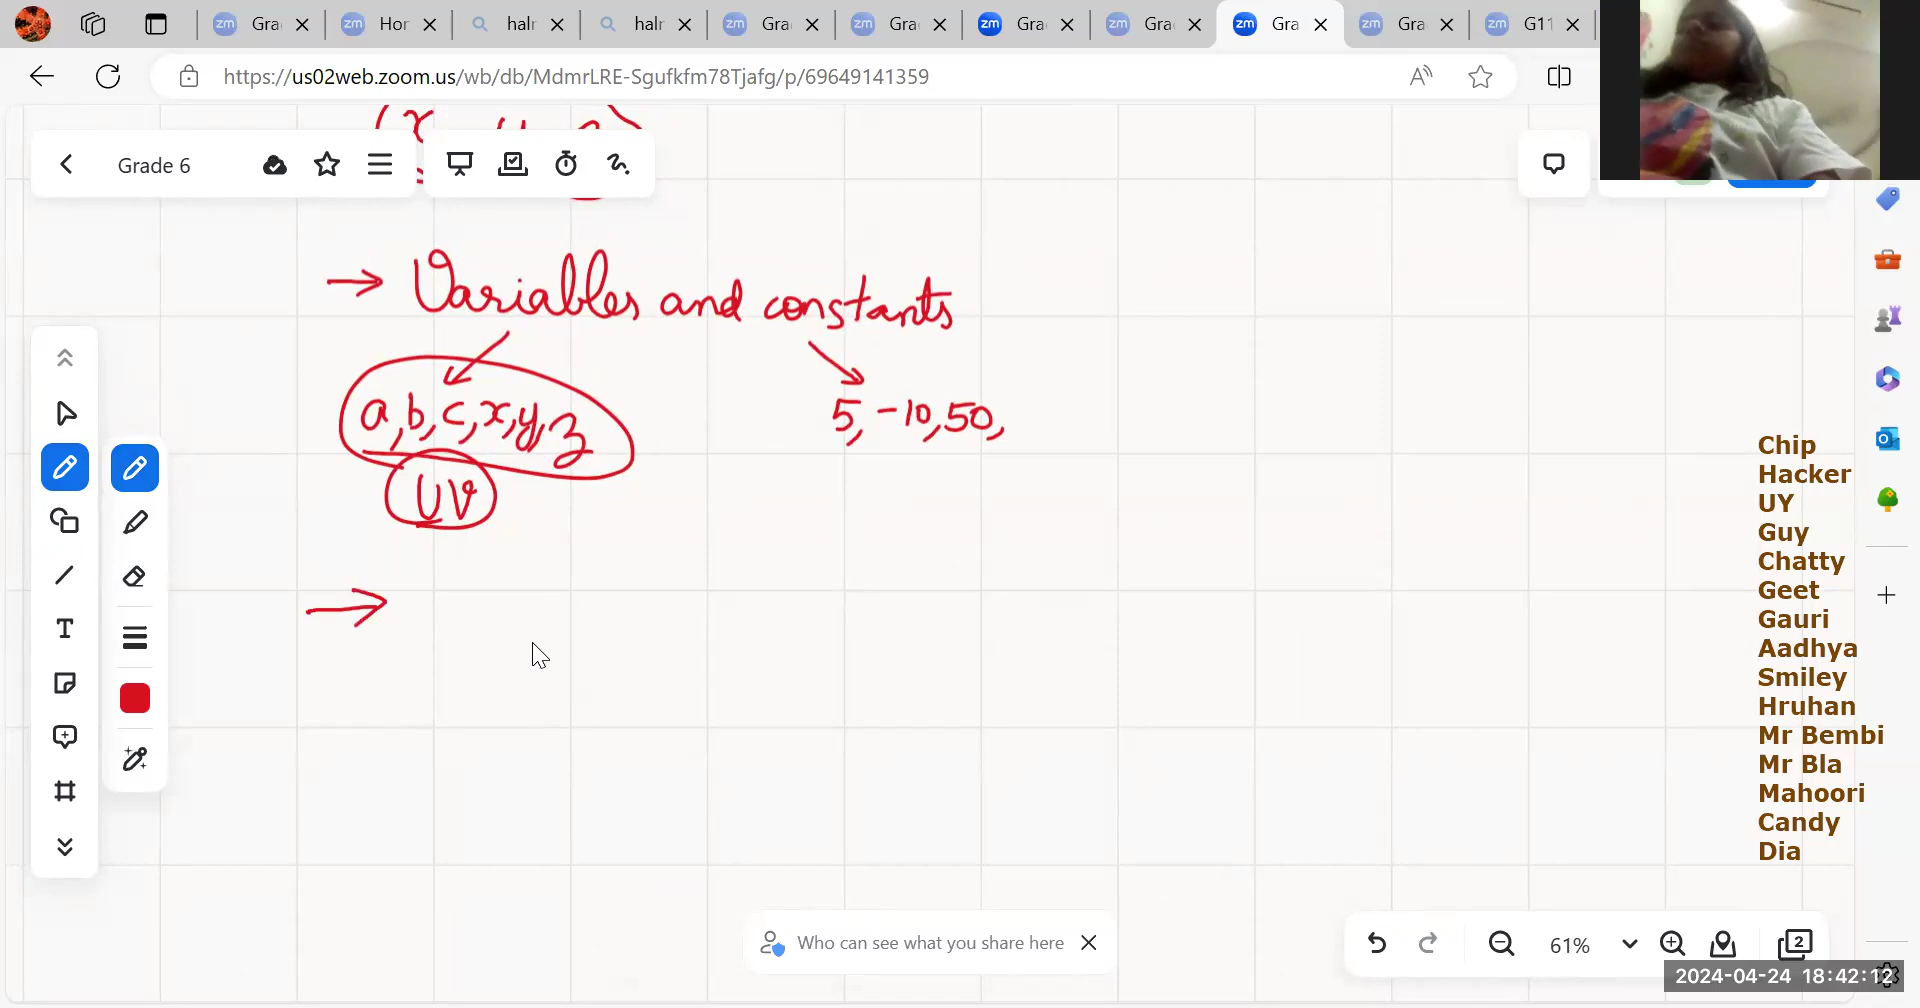 Gra
Hor
halr
halr
Gra
Gra
Gra
Gra
Gra
Gra
G11
https://us02web.zoom.us/wb/db/MdmrLRE-Sgufkfm78Tjafg/p/69649141359
Grade 6
→ Variables and constants
a, b, c, x, y, z
5, -10, 50,
UV
→
Chip
Hacker
UY
Guy
Chatty
Geet
Gauri
Aadhya
Smiley
Hruhan
Mr Bembi
Mr Bla
Mahoori
Candy
Dia
Who can see what you share here
61%
2
2024-04-24 18:42:12